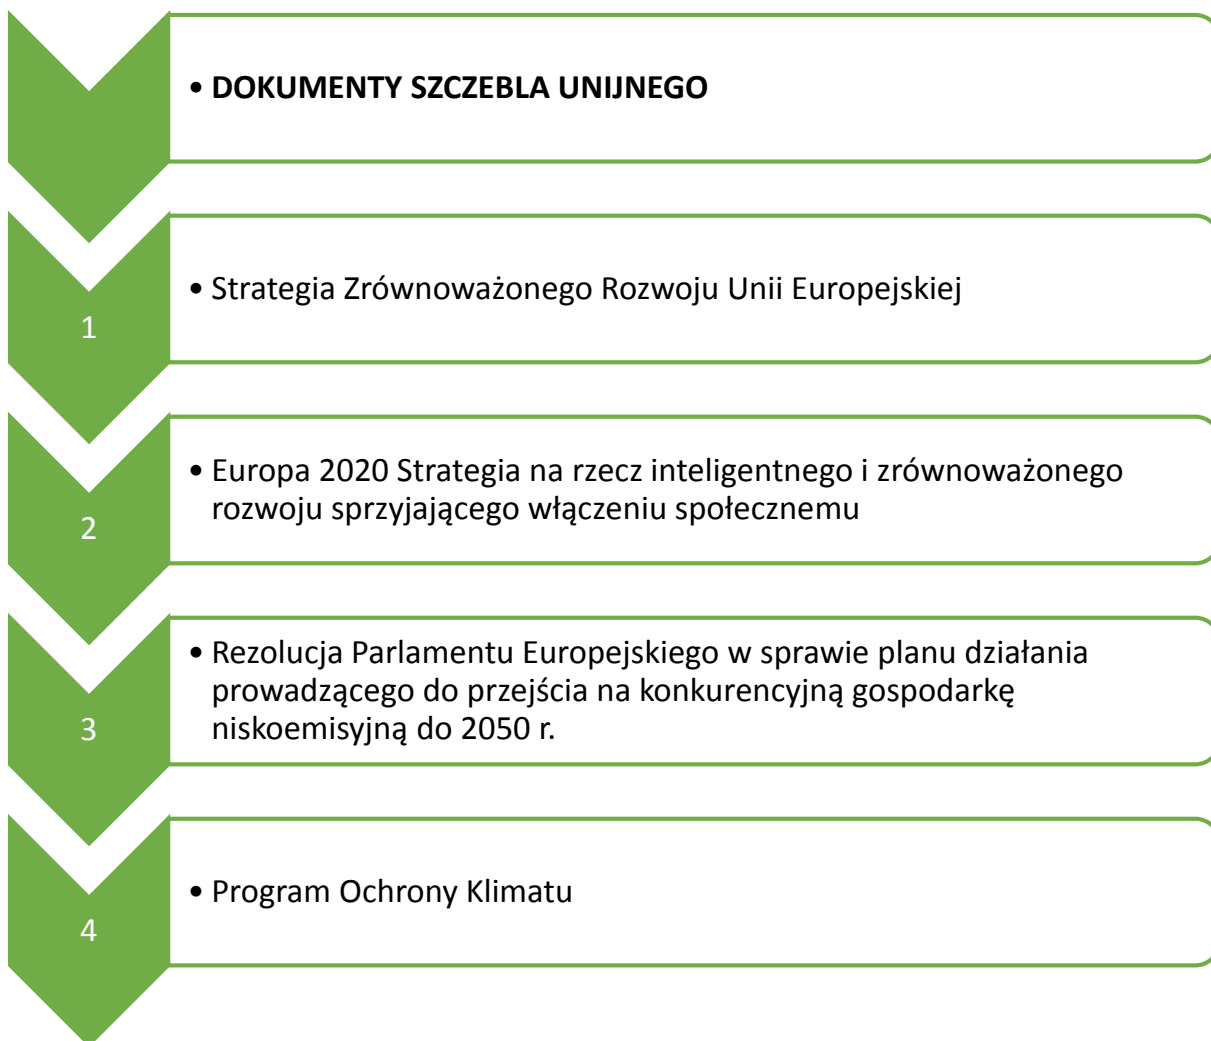 • DOKUMENTY SZCZEBLA UNIJNEGO
1
• Strategia Zrównoważonego Rozwoju Unii Europejskiej
2
• Europa 2020 Strategia na rzecz inteligentnego i zrównoważonego
rozwoju sprzyjającego włączeniu społecznemu
3
• Rezolucja Parlamentu Europejskiego w sprawie planu działania
prowadzącego do przejścia na konkurencyjną gospodarkę
niskoemisyjną do 2050 r.
4
• Program Ochrony Klimatu